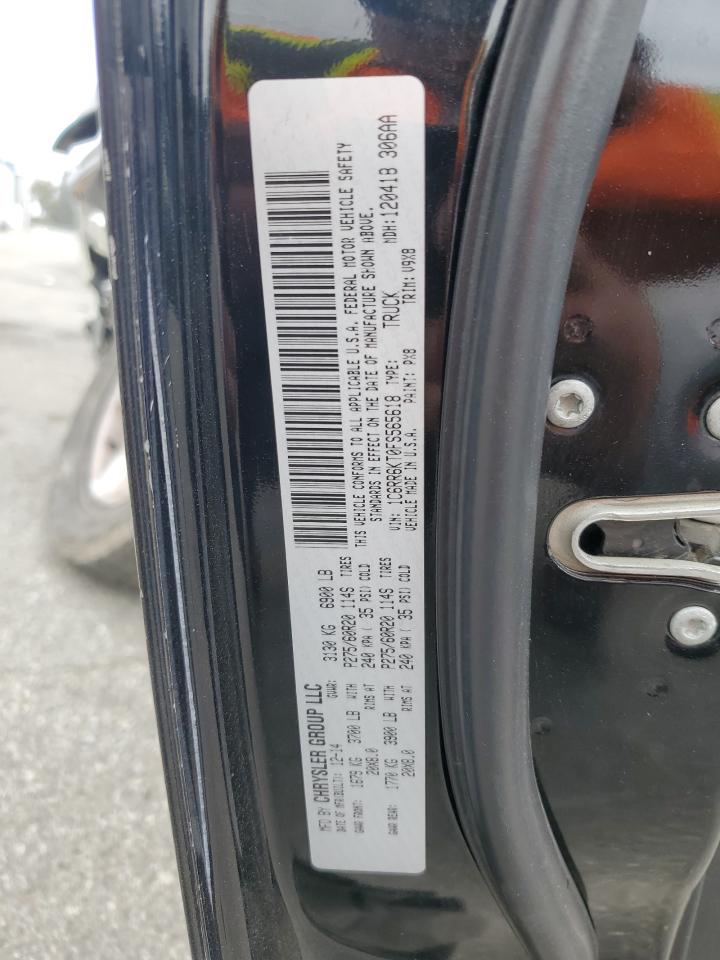 MFD BY CHRYSLER GROUP LLC
DATE OF MFR(BUILT): 12-14 GVWR: 3130 KG 6900 LB
GAWR FRONT: 1679 KG 3700 LB WITH P275/60R20 114S TIRES
20X8.0 RIMS AT 240 KPA ( 35 PSI) COLD
GAWR REAR: 1770 KG 3900 LB WITH P275/60R20 114S TIRES
20X8.0 RIMS AT 240 KPA ( 35 PSI) COLD
THIS VEHICLE CONFORMS TO ALL APPLICABLE U.S.A. FEDERAL MOTOR VEHICLE SAFETY
STANDARDS IN EFFECT ON THE DATE OF MANUFACTURE SHOWN ABOVE.
VIN: 1C6RR6KT0FS565618 TYPE: TRUCK MDH:120418 306AA
VEHICLE MADE IN U.S.A. PAINT: PX8 TRIM: V9X8